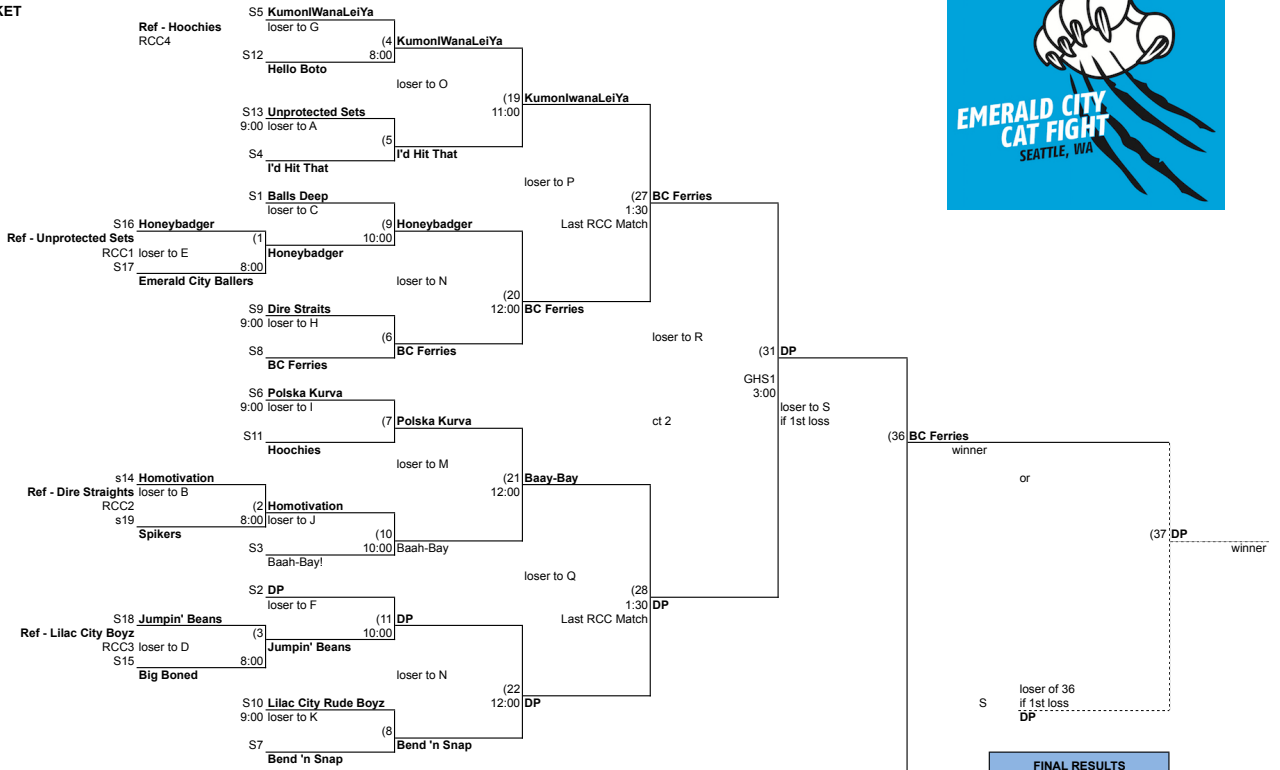 KET
S5 KumonIWanaLeiYa
Ref - Hoochies loser to G
RCC4 (4 KumonIWanaLeiYa
S12 8:00
Hello Boto
loser to O
(19 KumonIwanaLeiYa
11:00
S13 Unprotected Sets
9:00 loser to A
(5
S4 I'd Hit That
I'd Hit That
loser to P
S1 Balls Deep (27 BC Ferries
loser to C 1:30
S16 Honeybadger (9 Honeybadger Last RCC Match
Ref - Unprotected Sets (1 10:00
RCC1 loser to E Honeybadger
S17 8:00
Emerald City Ballers loser to N
(20
S9 Dire Straits 12:00 BC Ferries
9:00 loser to H
(6 loser to R
S8 BC Ferries (31 DP
BC Ferries
GHS1
S6 Polska Kurva 3:00
9:00 loser to I loser to S
(7 Polska Kurva ct 2 if 1st loss
S11 (36 BC Ferries
Hoochies winner
loser to M
s14 Homotivation (21 Baay-Bay or
Ref - Dire Straights loser to B 12:00
RCC2 (2 Homotivation
s19 8:00 loser to J
Spikers (10 (37 DP
S3 10:00 Baah-Bay winner
Baah-Bay!
loser to Q
S2 DP (28
loser to F 1:30 DP
S18 Jumpin' Beans (11 DP Last RCC Match
Ref - Lilac City Boyz (3 10:00
RCC3 loser to D Jumpin' Beans
S15 8:00
Big Boned loser to N
(22 loser of 36
S10 Lilac City Rude Boyz 12:00 DP S if 1st loss
9:00 loser to K DP
(8
S7 Bend 'n Snap
Bend 'n Snap
FINAL RESULTS
EMERALD CITY
CAT FIGHT
SEATTLE, WA